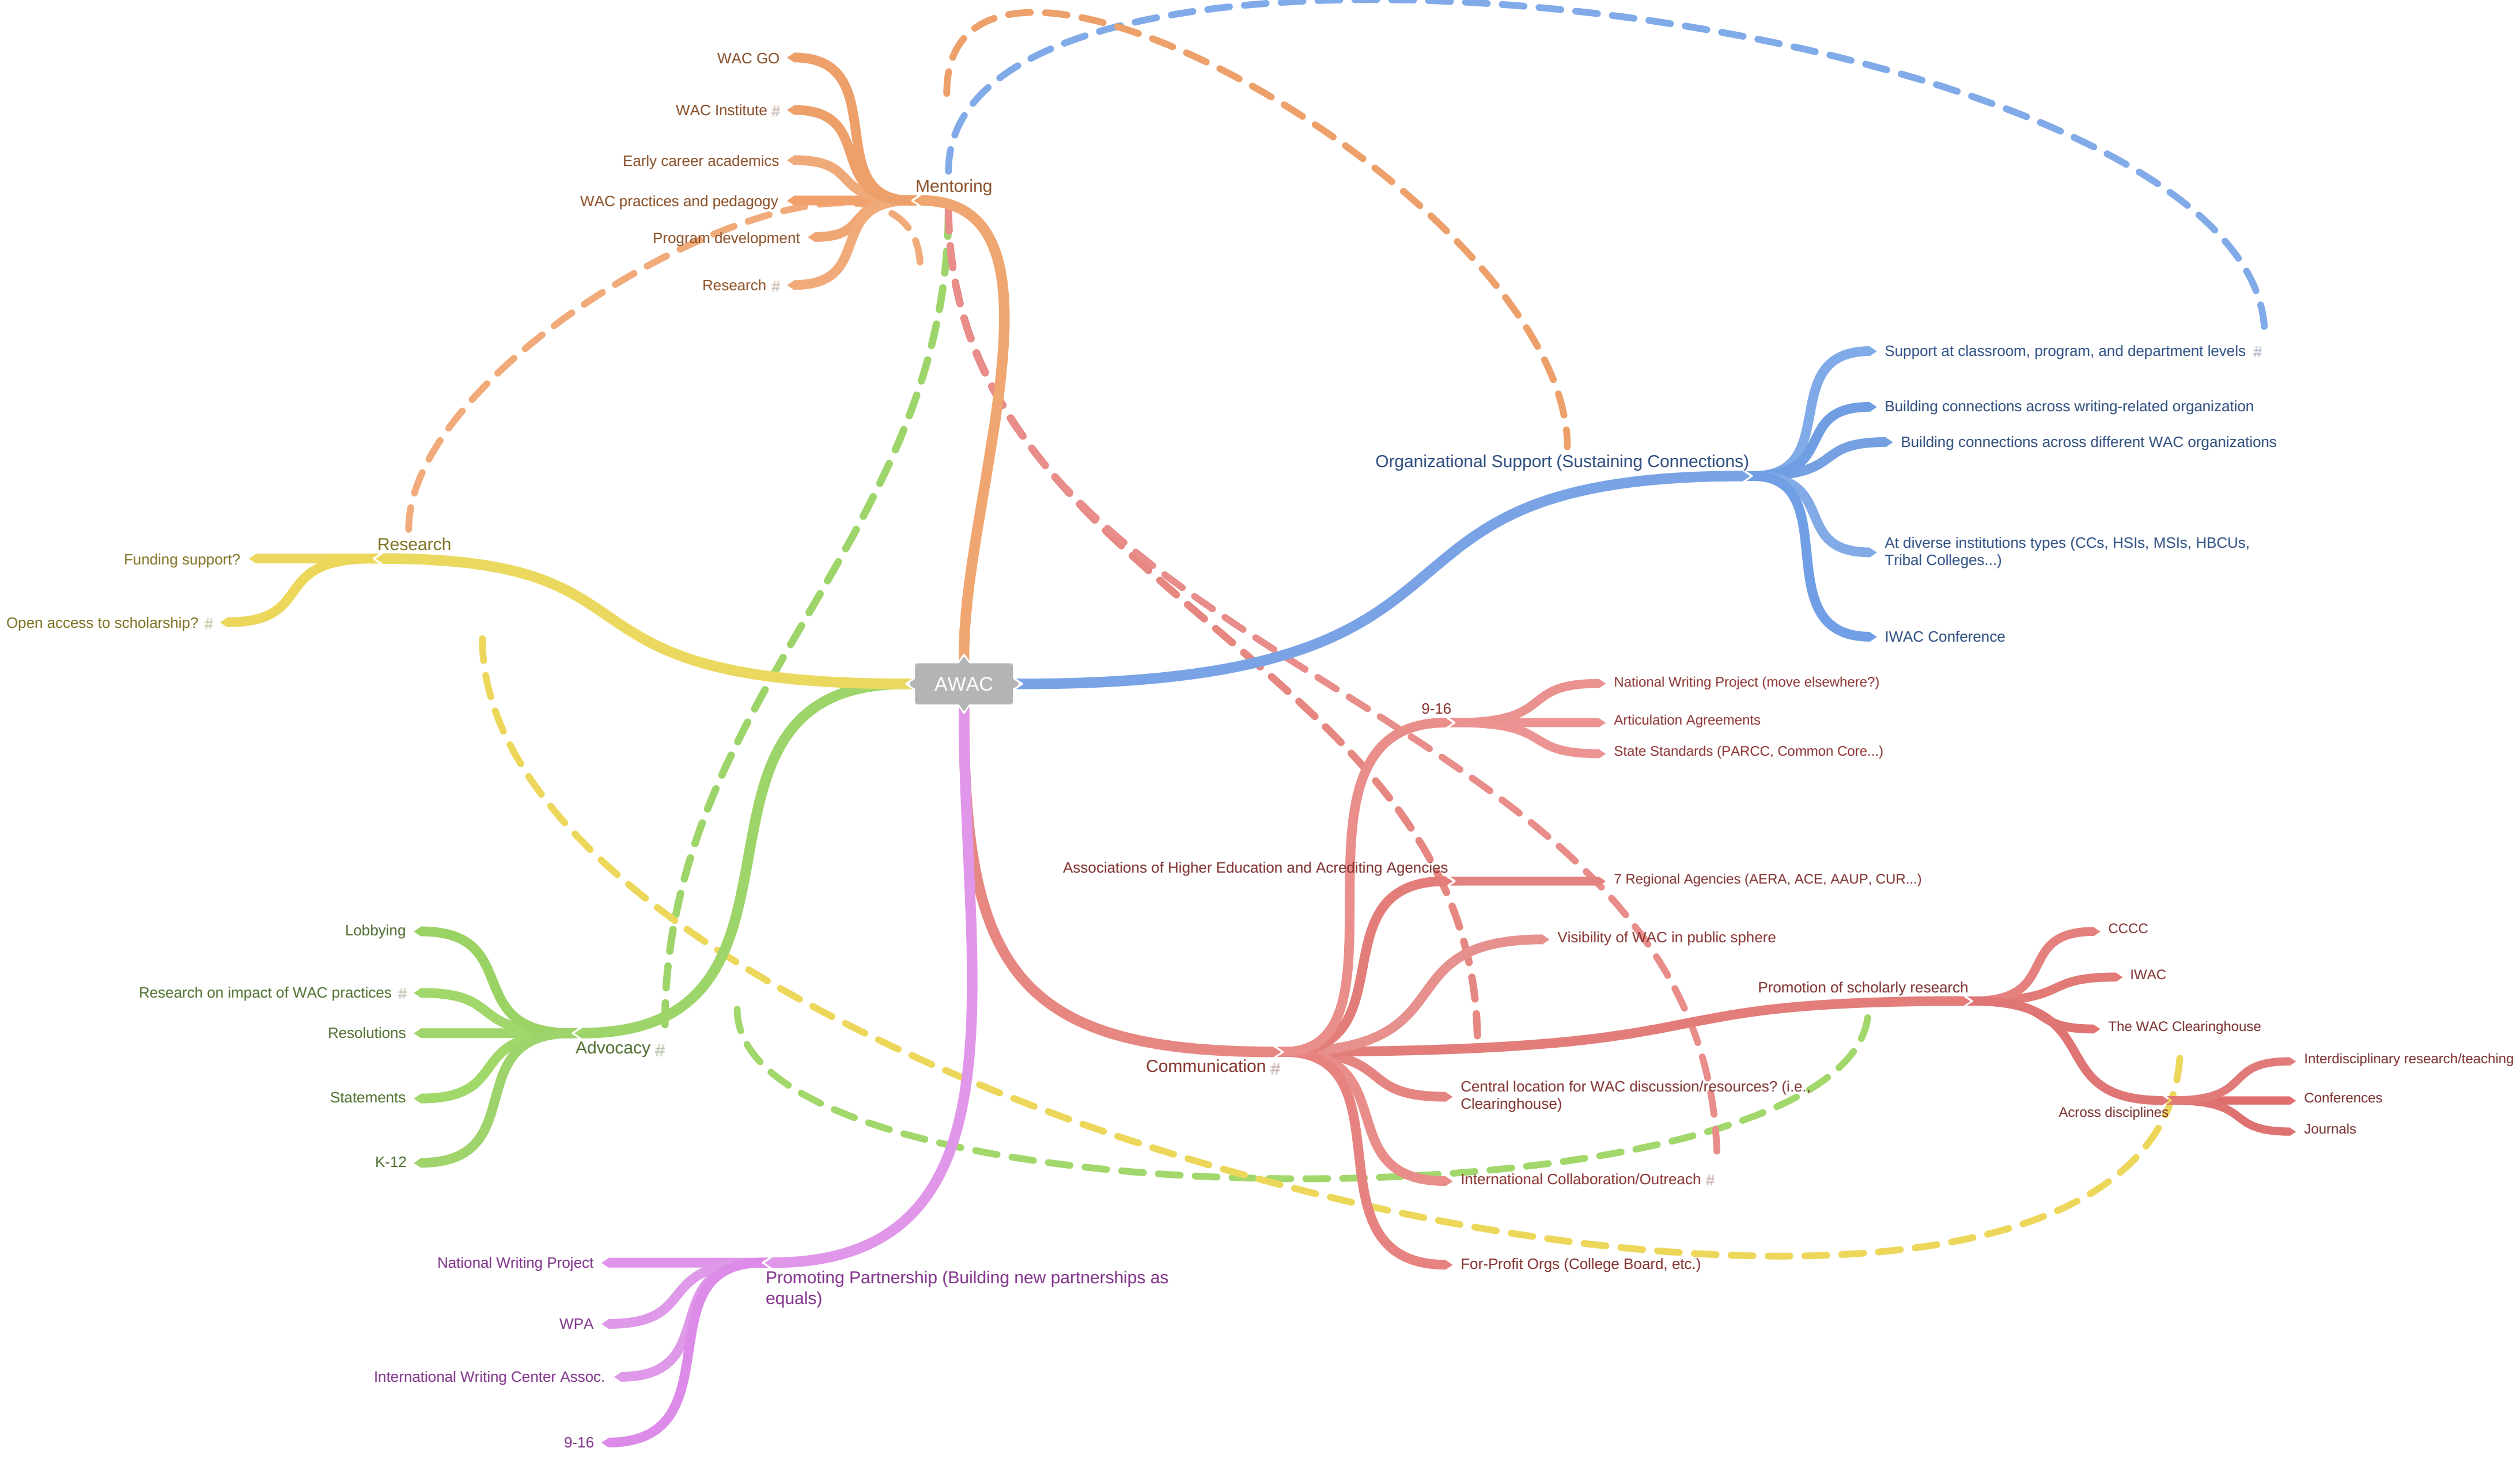 WAC GO
WAC Institute #
Early career academics
WAC practices and pedagogy
Program development
Research #
Mentoring
Support at classroom, program, and department levels #
Building connections across writing-related organization
Building connections across different WAC organizations
Organizational Support (Sustaining Connections)
At diverse institutions types (CCs, HSIs, MSIs, HBCUs,
Tribal Colleges...)
IWAC Conference
Research
Funding support?
Open access to scholarship? #
AWAC
9-16
National Writing Project (move elsewhere?)
Articulation Agreements
State Standards (PARCC, Common Core...)
Associations of Higher Education and Acrediting Agencies
7 Regional Agencies (AERA, ACE, AAUP, CUR...)
Visibility of WAC in public sphere
Promotion of scholarly research
CCCC
IWAC
The WAC Clearinghouse
Across disciplines
Interdisciplinary research/teaching
Conferences
Journals
Communication #
Central location for WAC discussion/resources? (i.e.,
Clearinghouse)
International Collaboration/Outreach #
For-Profit Orgs (College Board, etc.)
Lobbying
Research on impact of WAC practices #
Resolutions
Advocacy #
Statements
K-12
National Writing Project
Promoting Partnership (Building new partnerships as
equals)
WPA
International Writing Center Assoc.
9-16